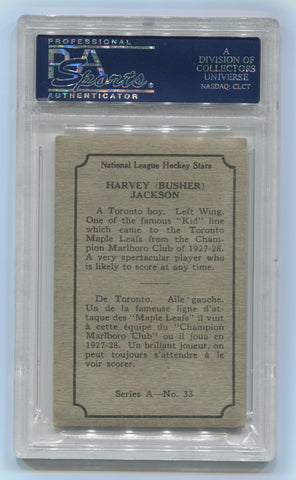 PROFESSIONAL
PSA
Sports
AUTHENTICATOR
A
DIVISION OF
COLLECTORS
UNIVERSE
NASDAQ: CLCT
National League Hockey Stars
HARVEY (BUSHER)
JACKSON
A Toronto boy. Left Wing.
One of the famous "Kid" line
which came to the Toronto
Maple Leafs from the Cham-
pion Marlboro Club of 1927-28.
A very spectacular player who
is likely to score at any time.
De Toronto. Aile gauche.
Un de la fameuse ligne d'at-
taque des "Maple Leafs" il vint
à cette équipe du "Champion
Marlboro Club" ou il joua en
1927-28. Un brillant joueur, on
peut toujours s'attendre à le
voir scorer.
Series A—No. 33